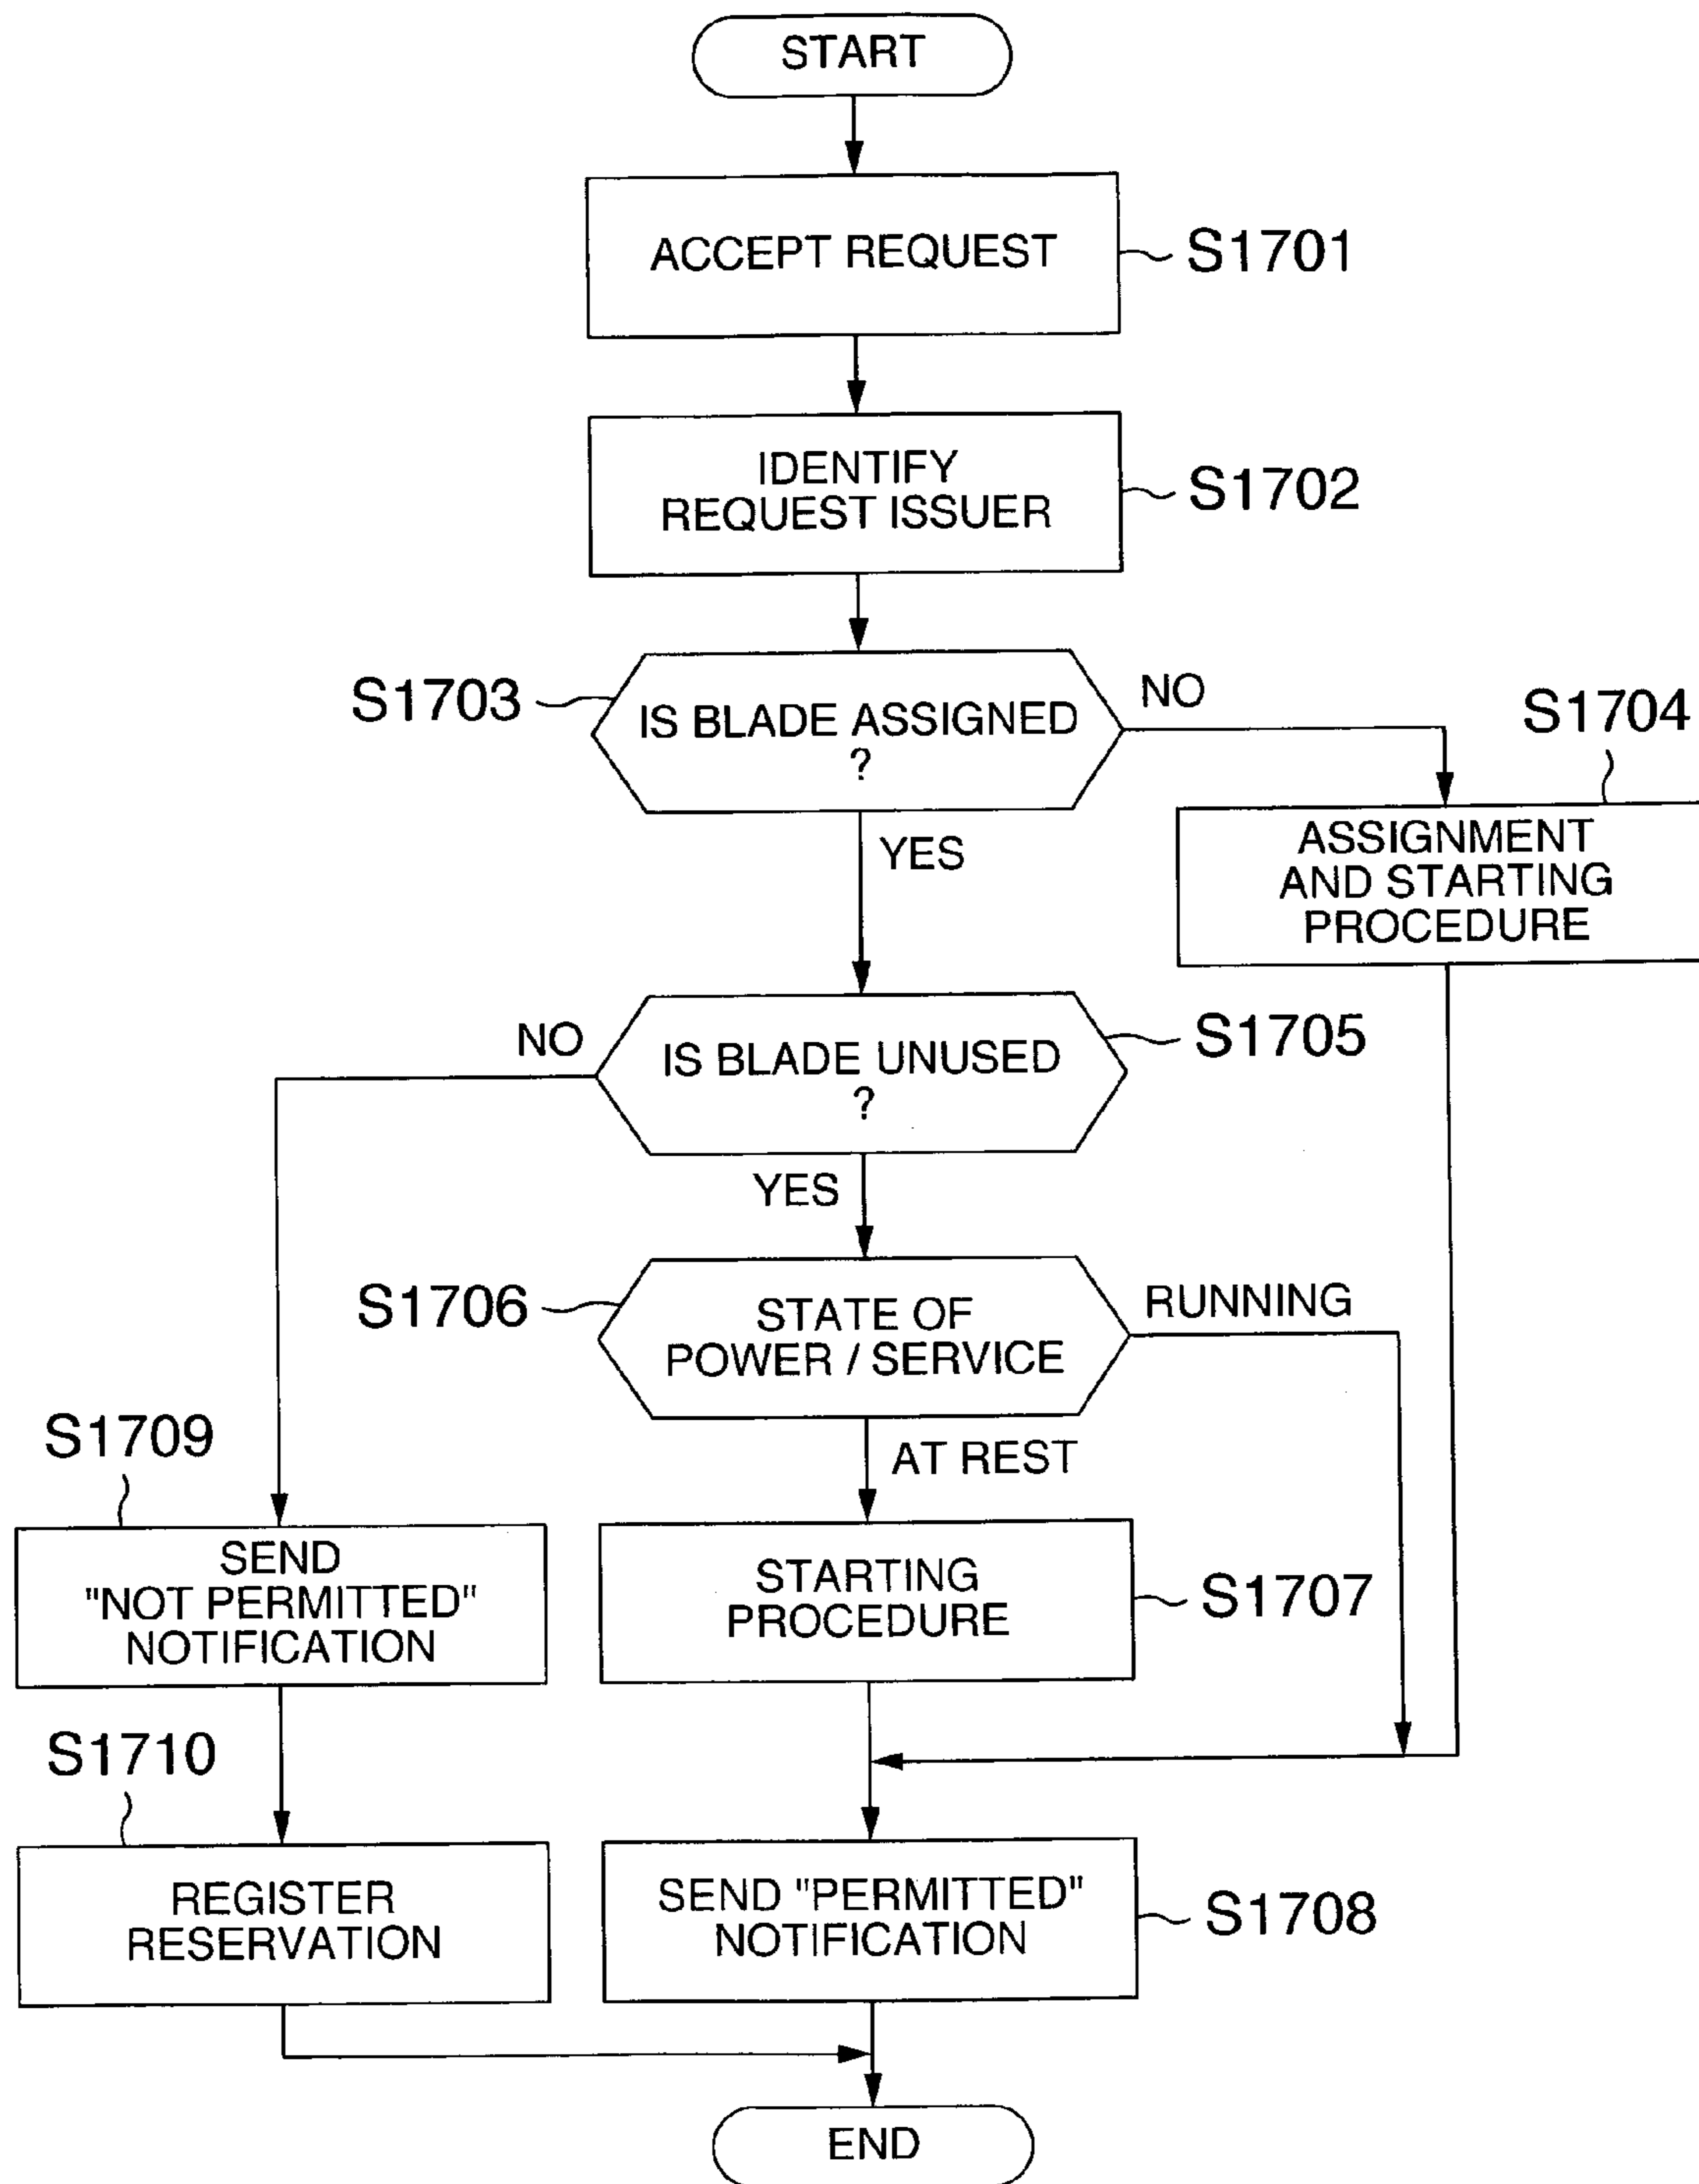 START
ACCEPT REQUEST
S1701
IDENTIFY
REQUEST ISSUER
S1702
S1703
IS BLADE ASSIGNED
?
NO
S1704
ASSIGNMENT
AND STARTING
PROCEDURE
YES
NO
IS BLADE UNUSED
?
S1705
YES
S1706
STATE OF
POWER / SERVICE
RUNNING
AT REST
S1709
SEND
"NOT PERMITTED"
NOTIFICATION
STARTING
PROCEDURE
S1707
S1710
REGISTER
RESERVATION
SEND "PERMITTED"
NOTIFICATION
S1708
END